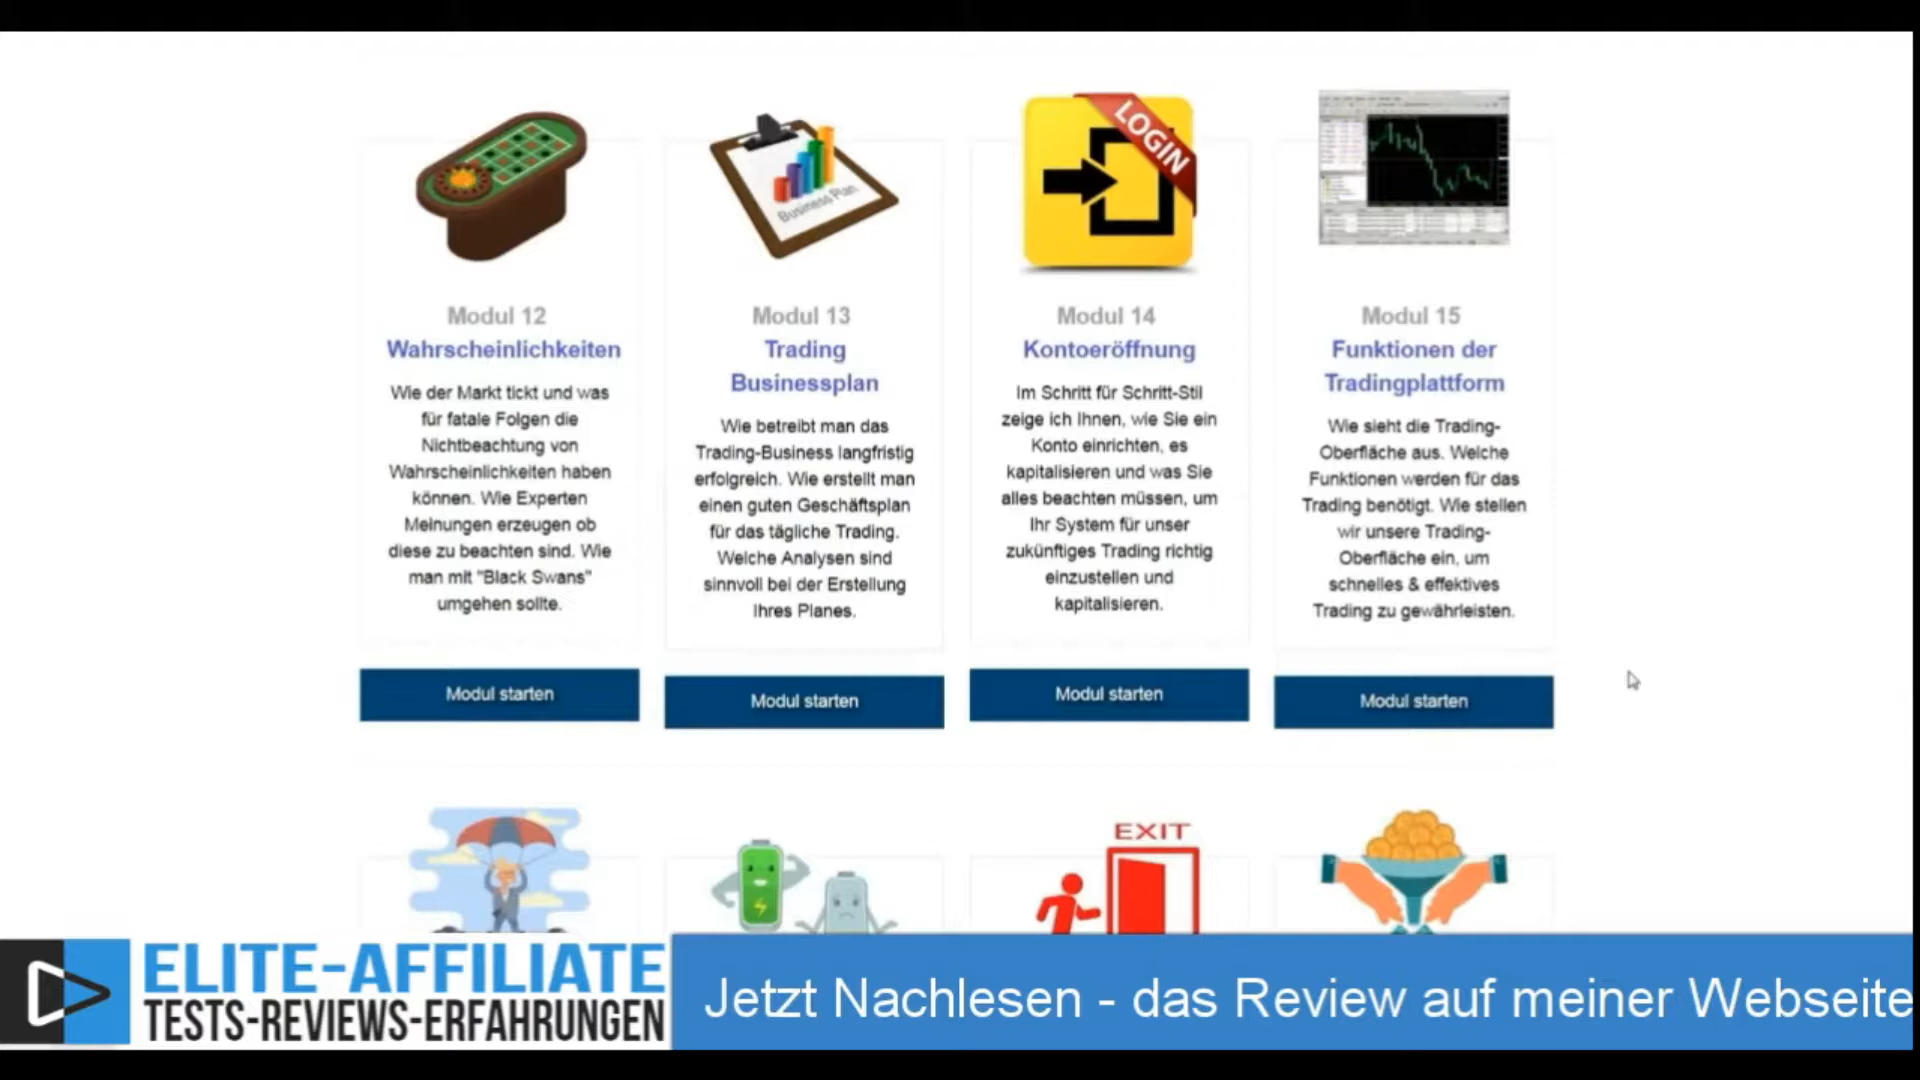 LOGIN
Business Plan
Modul 12
Wahrscheinlichkeiten
Wie der Markt tickt und was
für fatale Folgen die
Nichtbeachtung von
Wahrscheinlichkeiten haben
können. Wie Experten
Meinungen erzeugen ob
diese zu beachten sind. Wie
man mit "Black Swans"
umgehen sollte.
Modul starten
Modul 13
Trading
Businessplan
Wie betreibt man das
Trading-Business langfristig
erfolgreich. Wie erstellt man
einen guten Geschäftsplan
für das tägliche Trading.
Welche Analysen sind
sinnvoll bei der Erstellung
Ihres Planes.
Modul starten
Modul 14
Kontoeröffnung
Im Schritt für Schritt-Stil
zeige ich Ihnen, wie Sie ein
Konto einrichten, es
kapitalisieren und was Sie
alles beachten müssen, um
Ihr System für unser
zukünftiges Trading richtig
einzustellen und
kapitalisieren.
Modul starten
Modul 15
Funktionen der
Tradingplattform
Wie sieht die Trading-
Oberfläche aus. Welche
Funktionen werden für das
Trading benötigt. Wie stellen
wir unsere Trading-
Oberfläche ein, um
schnelles & effektives
Trading zu gewährleisten.
Modul starten
EXIT
ELITE-AFFILIATE
TESTS-REVIEWS-ERFAHRUNGEN
Jetzt Nachlesen - das Review auf meiner Webseite